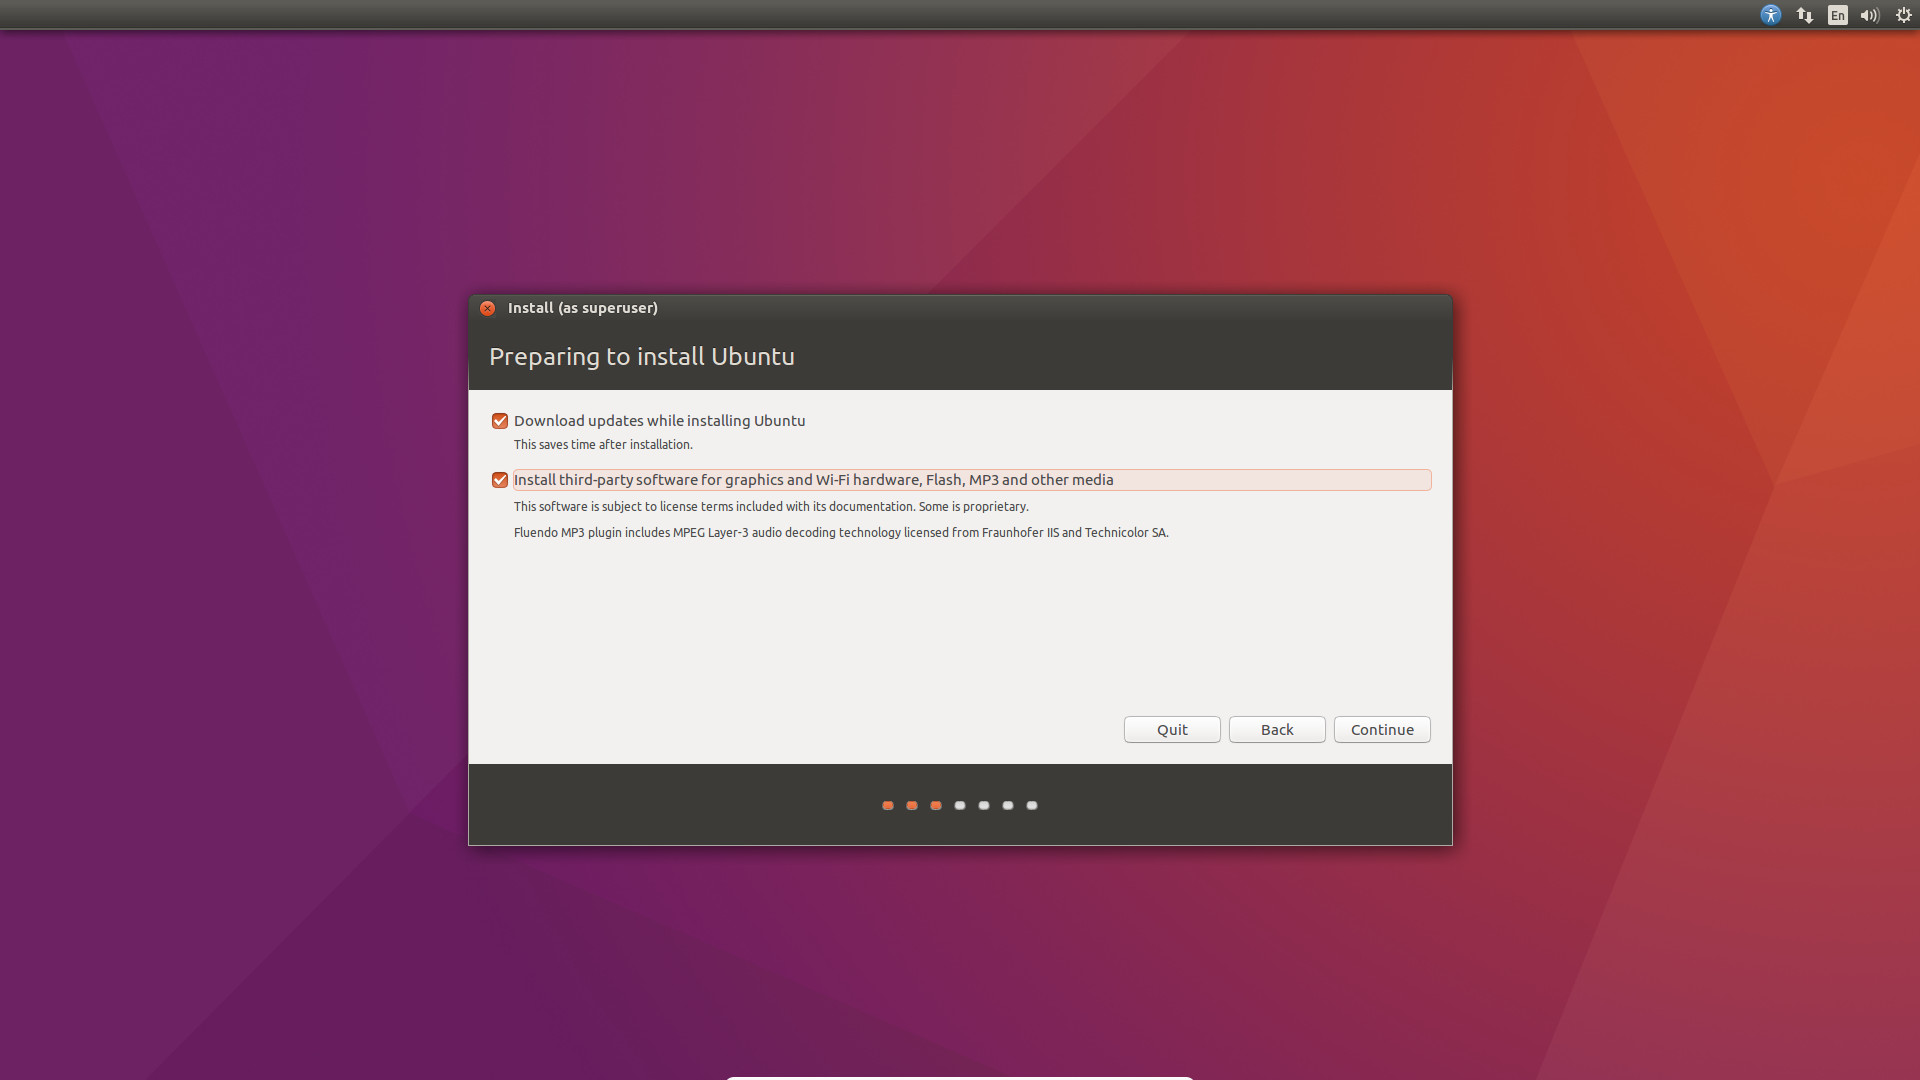 En
Install (as superuser)
Preparing to install Ubuntu
Download updates while installing Ubuntu
This saves time after installation.
Install third-party software for graphics and Wi-Fi hardware, Flash, MP3 and other media
This software is subject to license terms included with its documentation. Some is proprietary.
Fluendo MP3 plugin includes MPEG Layer-3 audio decoding technology licensed from Fraunhofer IIS and Technicolor SA.
Quit
Back
Continue